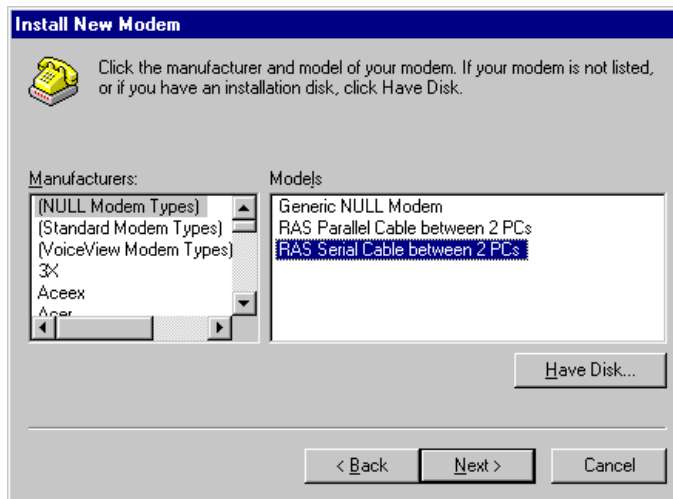 Install New Modem
Click the manufacturer and model of your modem. If your modem is not listed,
or if you have an installation disk, click Have Disk.
Manufacturers:
(NULL Modem Types)
(Standard Modem Types)
(VoiceView Modem Types)
3X
Aceex
Acer
Models
Generic NULL Modem
RAS Parallel Cable between 2 PCs
RAS Serial Cable between 2 PCs
Have Disk...
< Back
Next >
Cancel